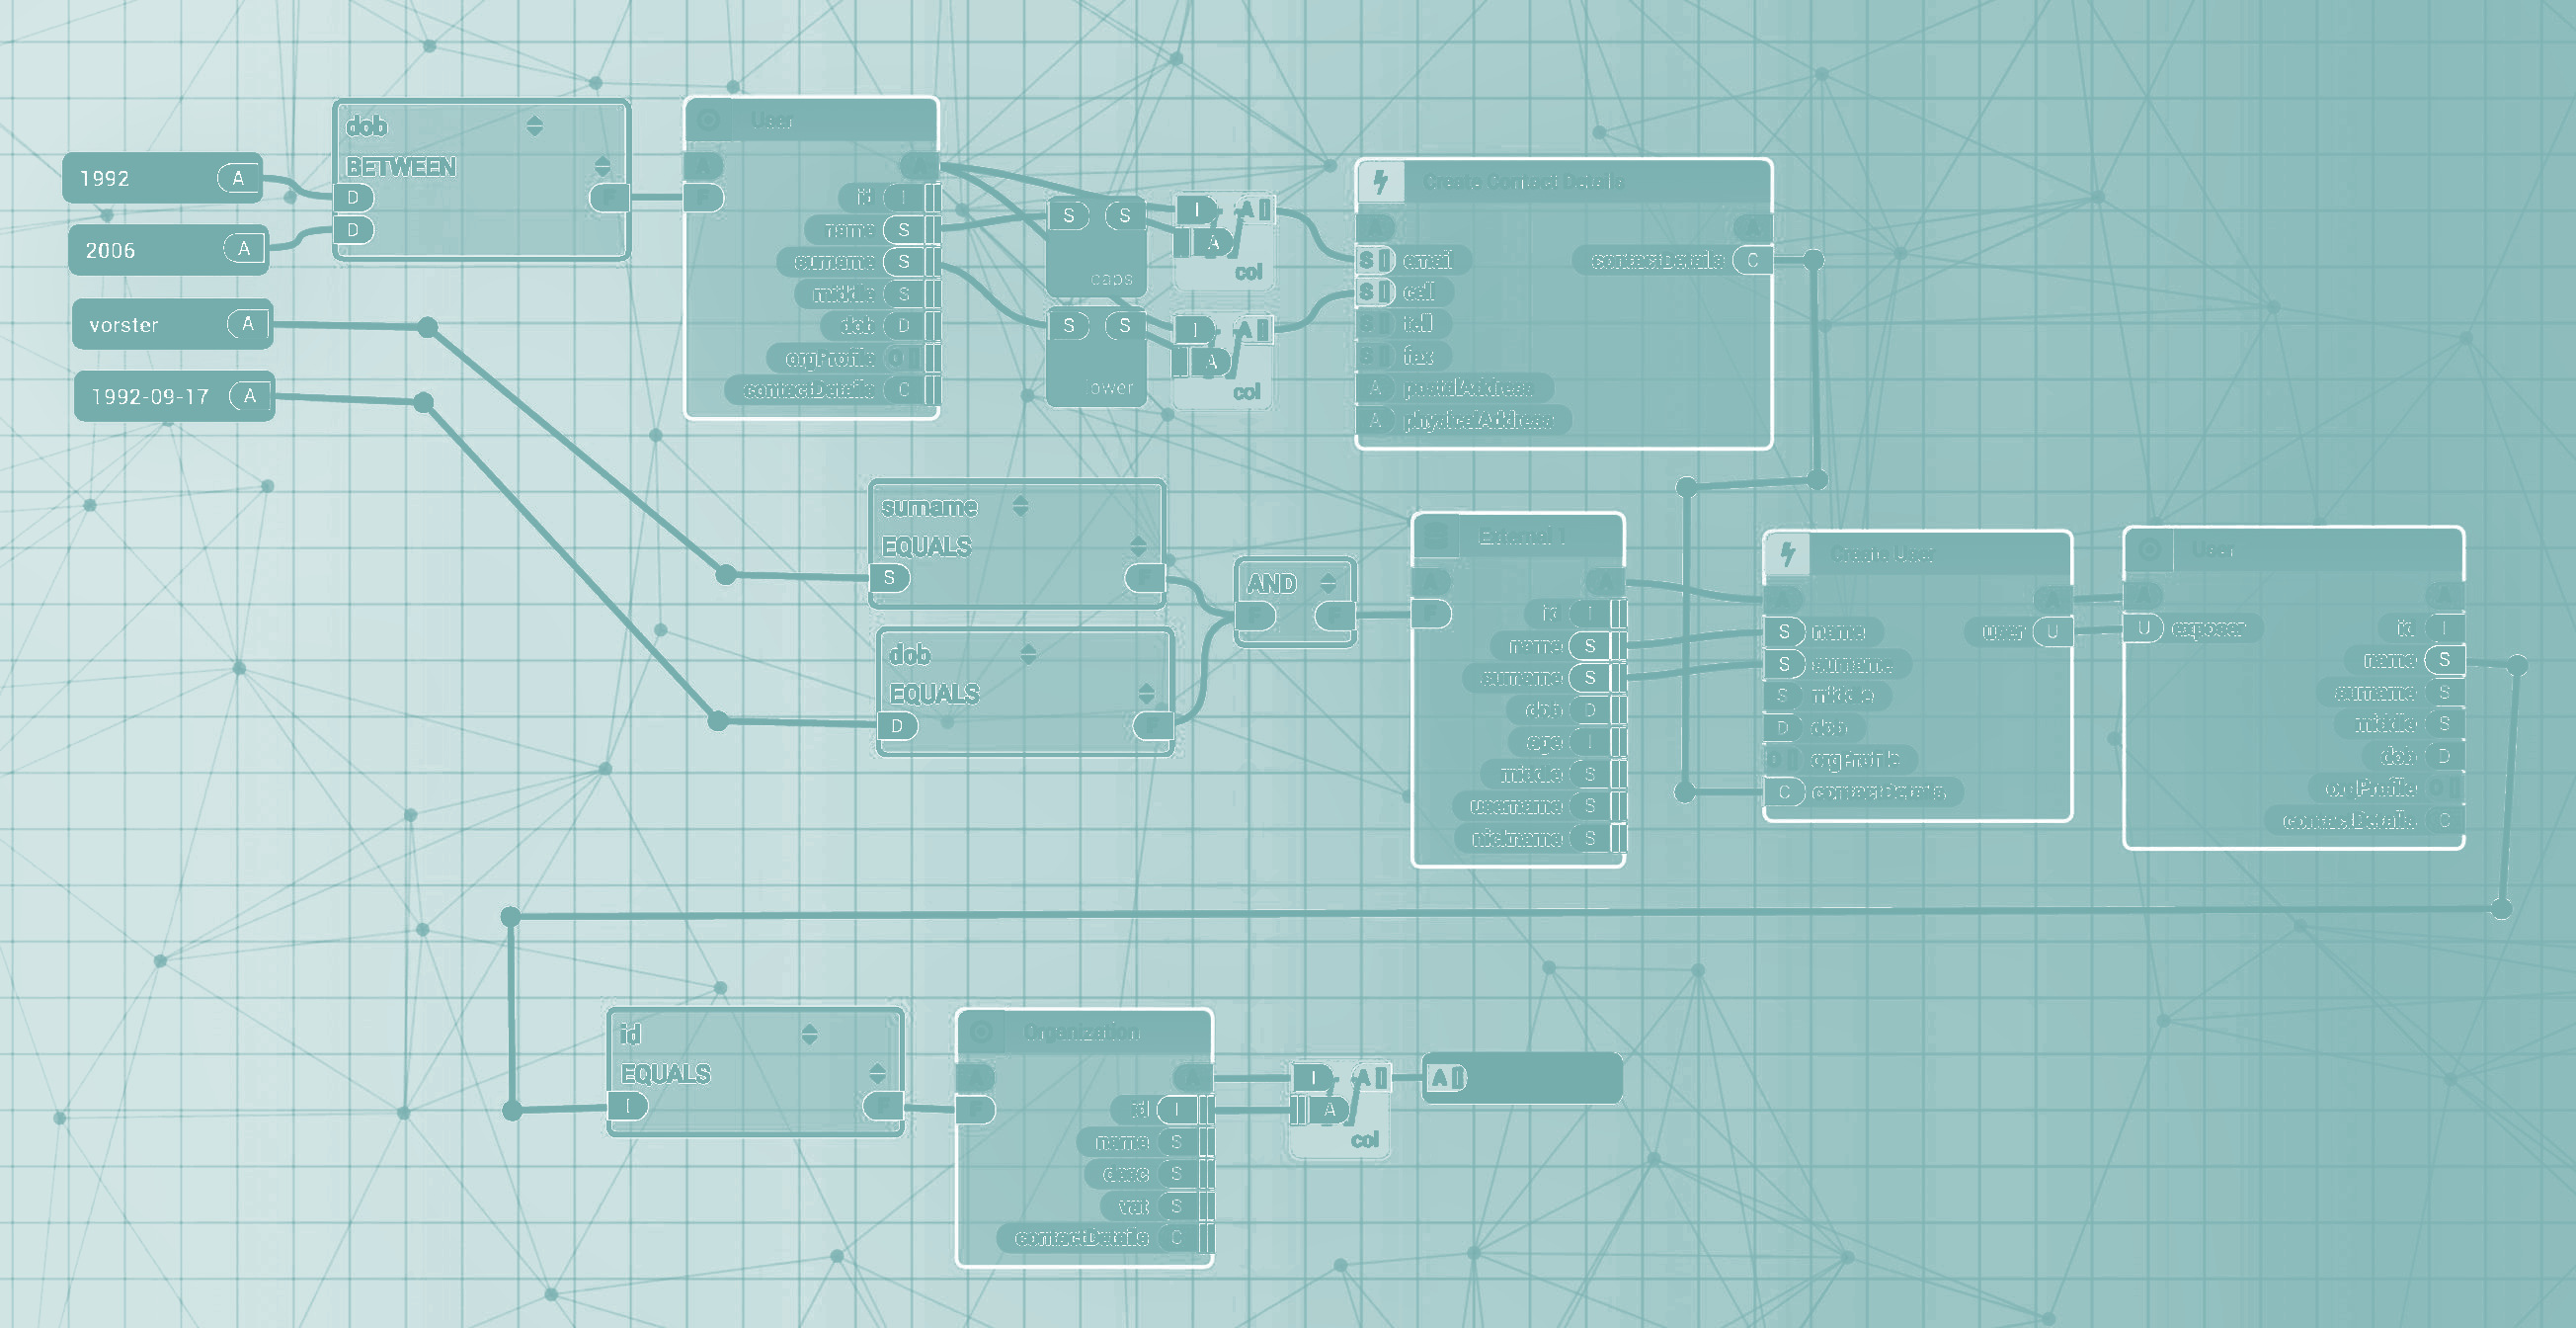 1992 A
2006 A
vorster A
1992-09-17 A
dob
BETWEEN
D
F
D
User
A A
F
id I
name S
surname S
middle S
dob D
orgProfile O
contactDetails C
S S
caps
S S
lower
I A
A
col
I A
A
col
Create Contact Details
A A
S email
contactDetails C
S cell
S tell
S fax
A postalAddress
A physicalAddress
surname
EQUALS
S F
dob
EQUALS
D F
AND
F F
External 1
A A
F
id I
name S
surname S
dob D
age I
middle S
username S
nickname S
Create User
A A
S name
user U
S surname
S middle
D dob
O orgProfile
C contactDetails
User
A A
U exposer
id I
name S
surname S
middle S
dob D
orgProfile O
contactDetails C
id
EQUALS
I F
Organization
A A
F
id I
name S
desc S
vat S
contactDetails C
I A
A
col
A